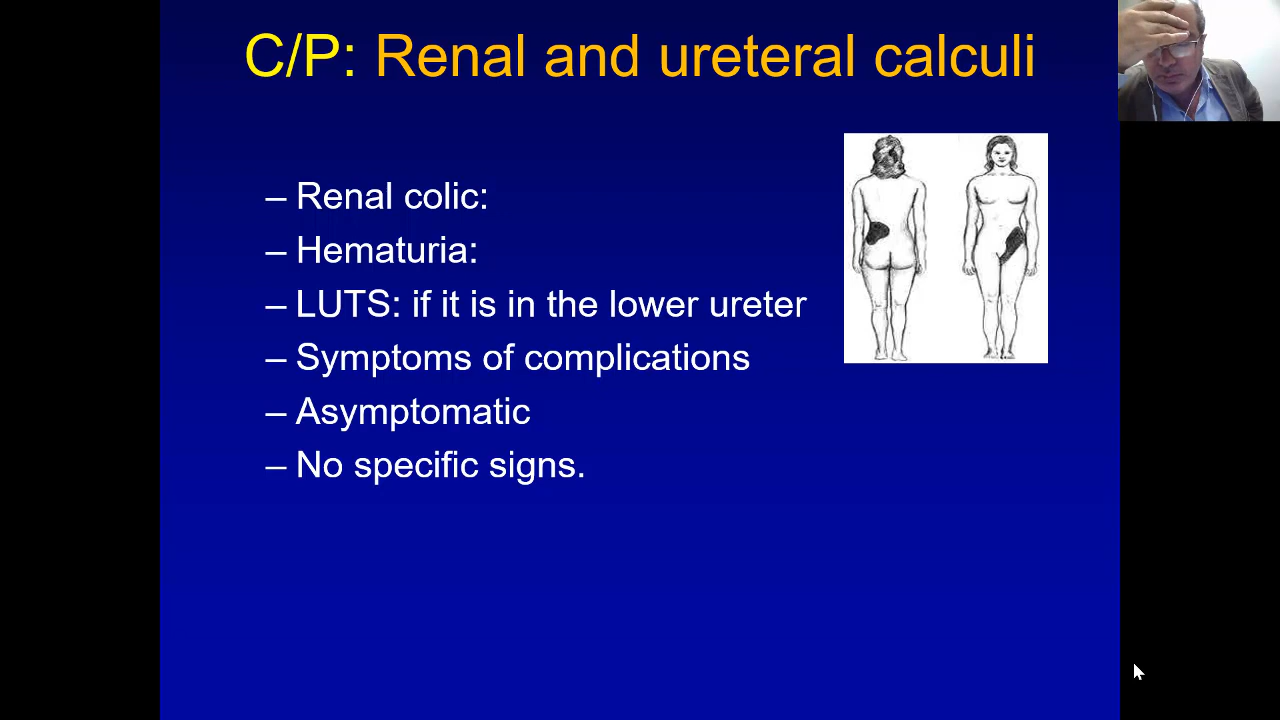 C/P: Renal and ureteral calculi
– Renal colic:
– Hematuria:
– LUTS: if it is in the lower ureter
– Symptoms of complications
– Asymptomatic
– No specific signs.